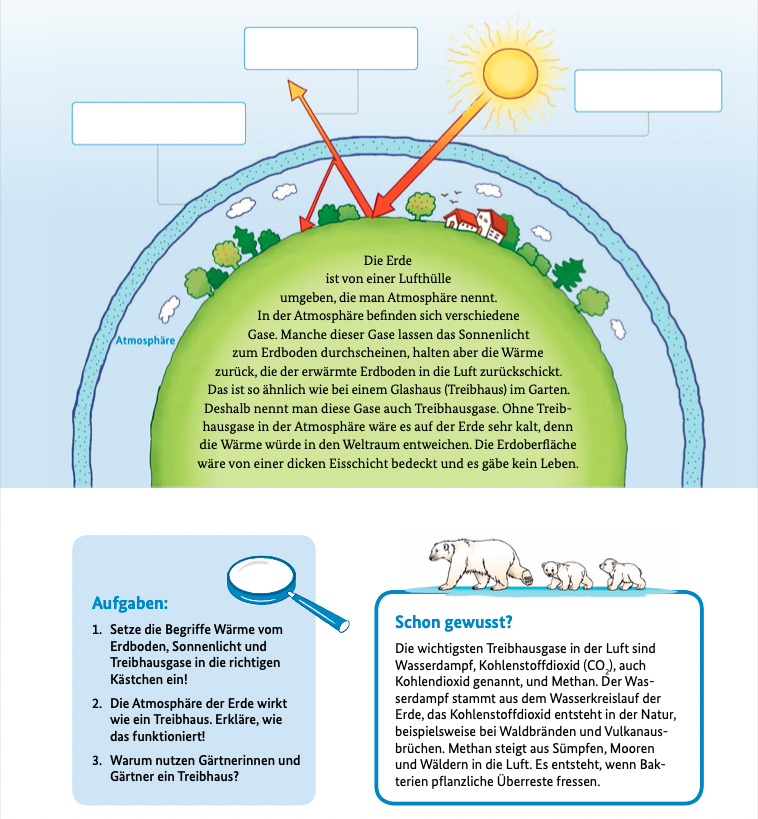 Atmosphäre
Die Erde
ist von einer Lufthülle
umgeben, die man Atmosphäre nennt.
In der Atmosphäre befinden sich verschiedene
Gase. Manche dieser Gase lassen das Sonnenlicht
zum Erdboden durchscheinen, halten aber die Wärme
zurück, die der erwärmte Erdboden in die Luft zurückschickt.
Das ist so ähnlich wie bei einem Glashaus (Treibhaus) im Garten.
Deshalb nennt man diese Gase auch Treibhausgase. Ohne Treib-
hausgase in der Atmosphäre wäre es auf der Erde sehr kalt, denn
die Wärme würde in den Weltraum entweichen. Die Erdoberfläche
wäre von einer dicken Eisschicht bedeckt und es gäbe kein Leben.
Aufgaben:
1. Setze die Begriffe Wärme vom
Erdboden, Sonnenlicht und
Treibhausgase in die richtigen
Kästchen ein!
2. Die Atmosphäre der Erde wirkt
wie ein Treibhaus. Erkläre, wie
das funktioniert!
3. Warum nutzen Gärtnerinnen und
Gärtner ein Treibhaus?
Schon gewusst?
Die wichtigsten Treibhausgase in der Luft sind
Wasserdampf, Kohlenstoffdioxid (CO₂), auch
Kohlendioxid genannt, und Methan. Der Was-
serdampf stammt aus dem Wasserkreislauf der
Erde, das Kohlenstoffdioxid entsteht in der Natur,
beispielsweise bei Waldbränden und Vulkanaus-
brüchen. Methan steigt aus Sümpfen, Mooren
und Wäldern in die Luft. Es entsteht, wenn Bak-
terien pflanzliche Überreste fressen.